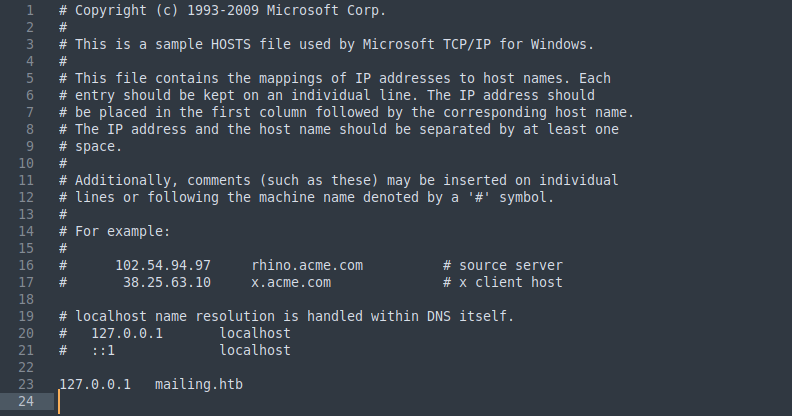 1 # Copyright (c) 1993-2009 Microsoft Corp.
2 #
3 # This is a sample HOSTS file used by Microsoft TCP/IP for Windows.
4 #
5 # This file contains the mappings of IP addresses to host names. Each
6 # entry should be kept on an individual line. The IP address should
7 # be placed in the first column followed by the corresponding host name.
8 # The IP address and the host name should be separated by at least one
9 # space.
10 #
11 # Additionally, comments (such as these) may be inserted on individual
12 # lines or following the machine name denoted by a '#' symbol.
13 #
14 # For example:
15 #
16 #      102.54.94.97     rhino.acme.com          # source server
17 #       38.25.63.10     x.acme.com              # x client host
18
19 # localhost name resolution is handled within DNS itself.
20 #   127.0.0.1       localhost
21 #   ::1             localhost
22
23 127.0.0.1   mailing.htb
24